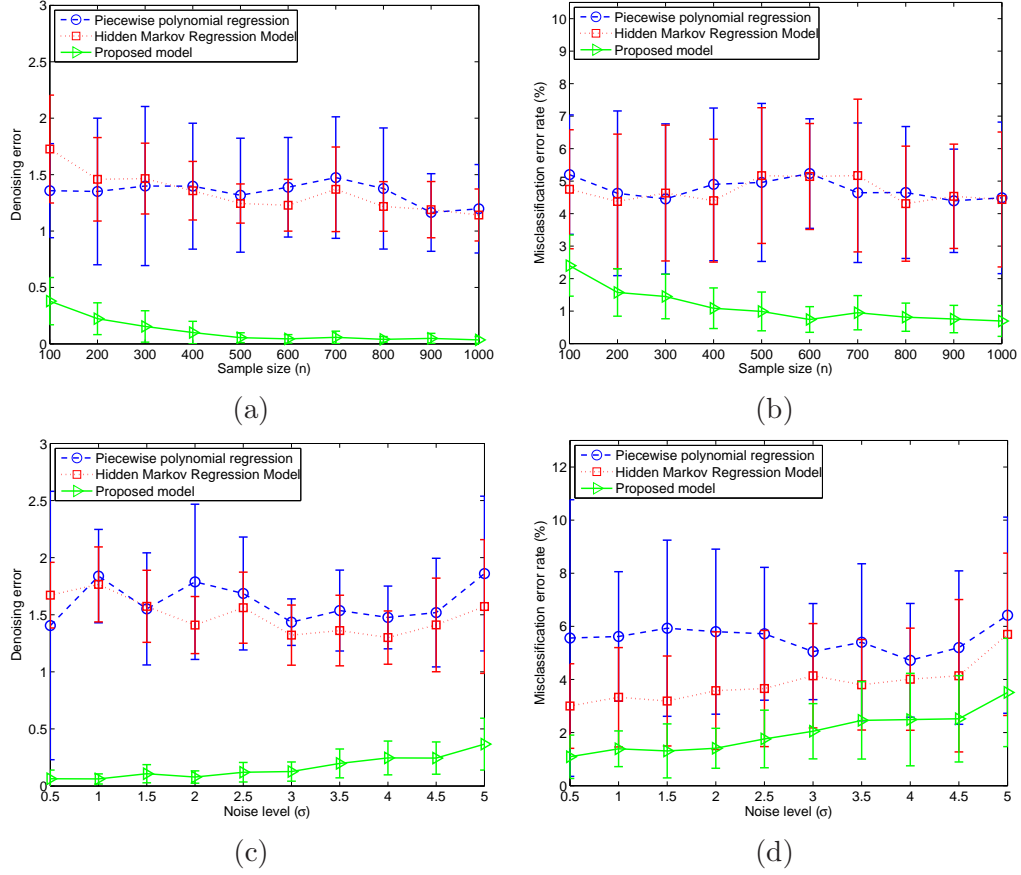 Piecewise polynomial regression
Hidden Markov Regression Model
Proposed model
3
2.5
2
1.5
1
0.5
0
Denoising error
100 200 300 400 500 600 700 800 900 1000
Sample size (n)
(a)
Piecewise polynomial regression
Hidden Markov Regression Model
Proposed model
10
9
8
7
6
5
4
3
2
1
0
Misclassification error rate (%)
100 200 300 400 500 600 700 800 900 1000
Sample size (n)
(b)
Piecewise polynomial regression
Hidden Markov Regression Model
Proposed model
3
2.5
2
1.5
1
0.5
0
Denoising error
0.5 1 1.5 2 2.5 3 3.5 4 4.5 5
Noise level (σ)
(c)
Piecewise polynomial regression
Hidden Markov Regression Model
Proposed model
12
10
8
6
4
2
0
Misclassification error rate (%)
0.5 1 1.5 2 2.5 3 3.5 4 4.5 5
Noise level (σ)
(d)